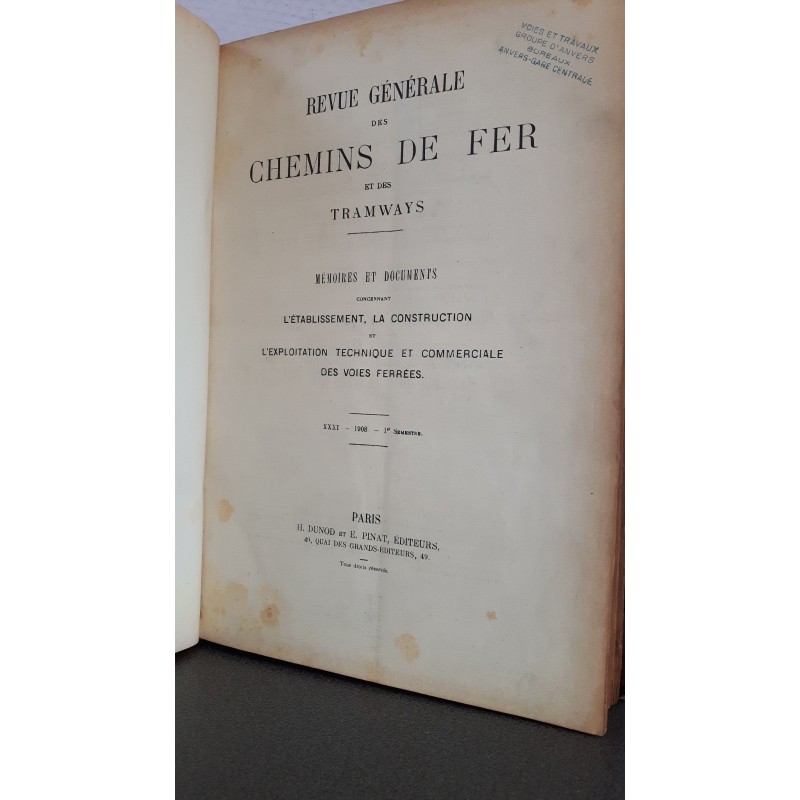 VOIES ET TRAVAUX
GROUPE D'ANVERS
BUREAUX
ANVERS-GARE CENTRALE
REVUE GÉNÉRALE
DES
CHEMINS DE FER
ET DES
TRAMWAYS
MÉMOIRES ET DOCUMENTS
CONCERNANT
L'ÉTABLISSEMENT, LA CONSTRUCTION
ET
L'EXPLOITATION TECHNIQUE ET COMMERCIALE
DES VOIES FERRÉES.
XXXI — 1908 — 1er SEMESTRE.
PARIS
H. DUNOD ET E. PINAT, ÉDITEURS,
49, QUAI DES GRANDS-EDITEURS, 49.
Tous droits réservés.